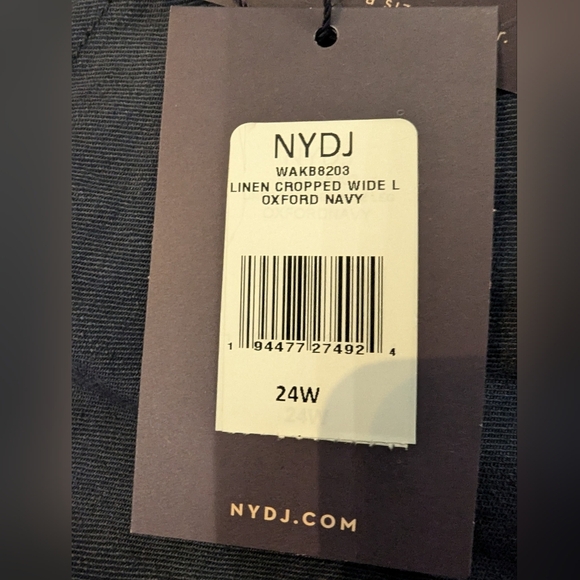 NYDJ
WAKB8203
LINEN CROPPED WIDE L
OXFORD NAVY
1 94477 27492 4
24W
NYDJ.COM